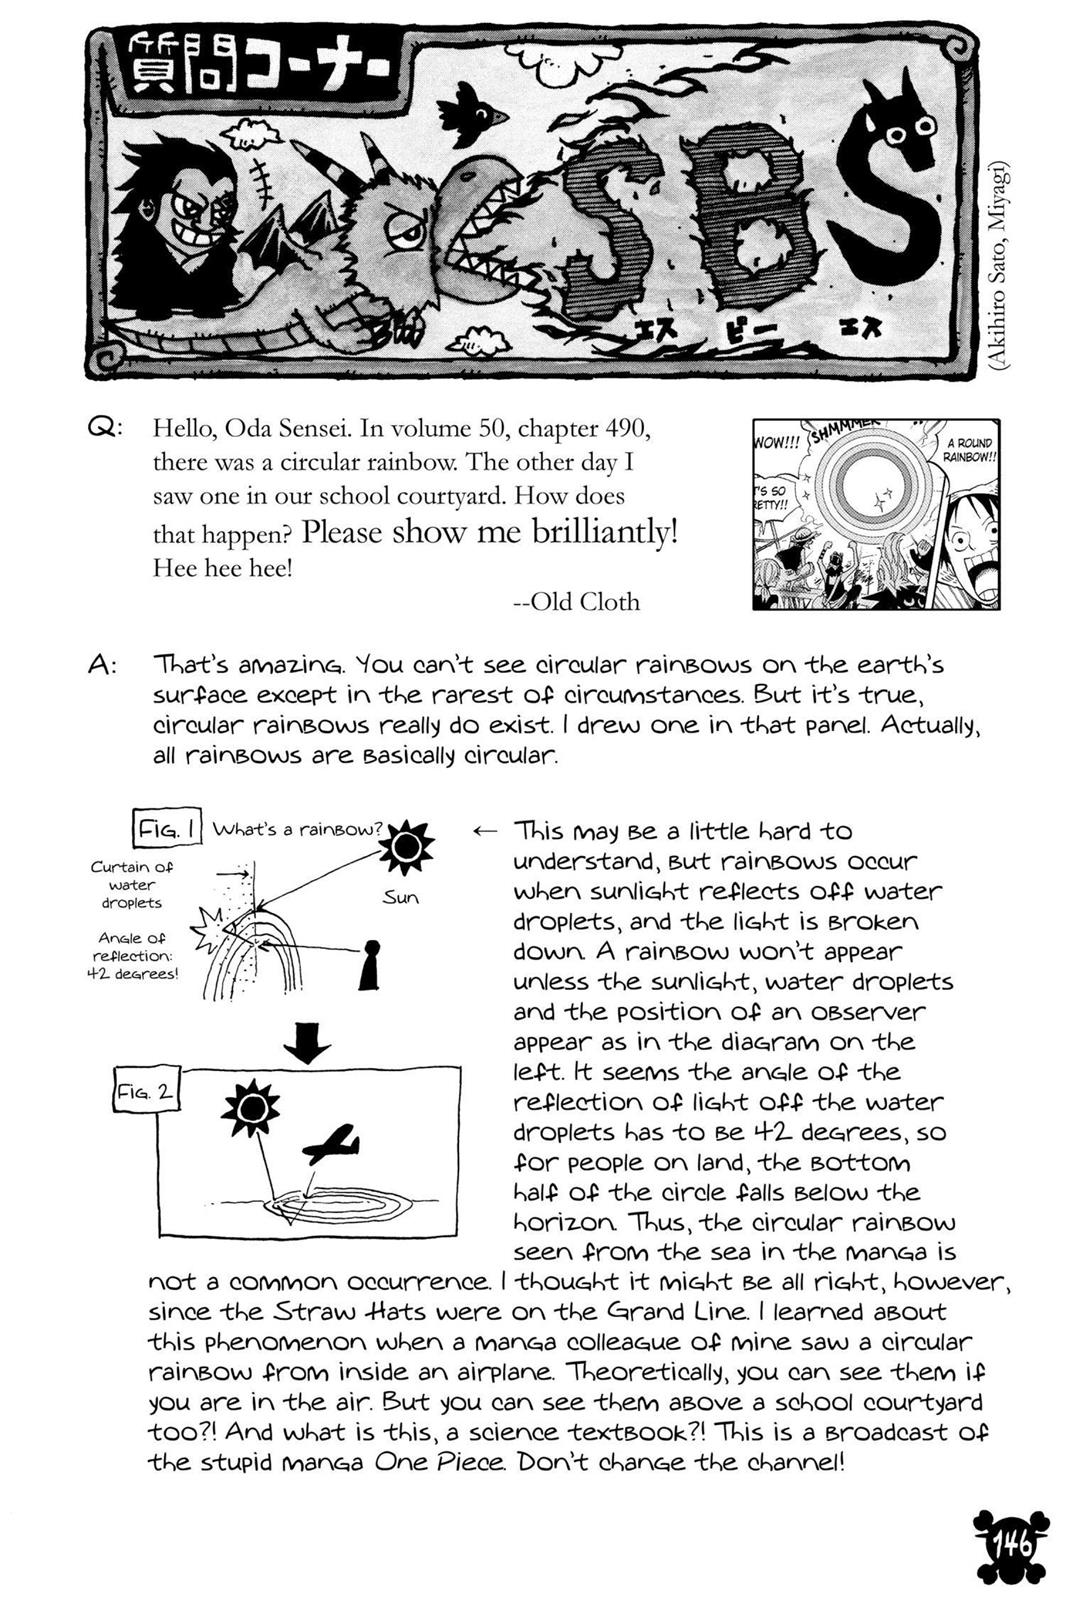 質問コーナー
SBS
エス ビー エス
(Akihiro Sato, Miyagi)
Q: Hello, Oda Sensei. In volume 50, chapter 490,
there was a circular rainbow. The other day I
saw one in our school courtyard. How does
that happen? Please show me brilliantly!
Hee hee hee!
--Old Cloth
WOW!!!
SHMMMER
A ROUND
RAINBOW!!
T'S SO
RETTY!!
A: That's amazing. You can't see circular rainbows on the earth's
surface except in the rarest of circumstances. But it's true,
circular rainbows really do exist. I drew one in that panel. Actually,
all rainbows are basically circular.
Fig. 1 What's a rainbow?
Curtain of
water
droplets
Sun
Angle of
reflection:
42 degrees!
Fig. 2
← This may be a little hard to
understand, but rainbows occur
when sunlight reflects off water
droplets, and the light is broken
down. A rainbow won't appear
unless the sunlight, water droplets
and the position of an observer
appear as in the diagram on the
left. It seems the angle of the
reflection of light off the water
droplets has to be 42 degrees, so
for people on land, the bottom
half of the circle falls below the
horizon. Thus, the circular rainbow
seen from the sea in the manga is
not a common occurrence. I thought it might be all right, however,
since the Straw Hats were on the Grand Line. I learned about
this phenomenon when a manga colleague of mine saw a circular
rainbow from inside an airplane. Theoretically, you can see them if
you are in the air. But you can see them above a school courtyard
too?! And what is this, a science textbook?! This is a broadcast of
the stupid manga One Piece. Don't change the channel!
146